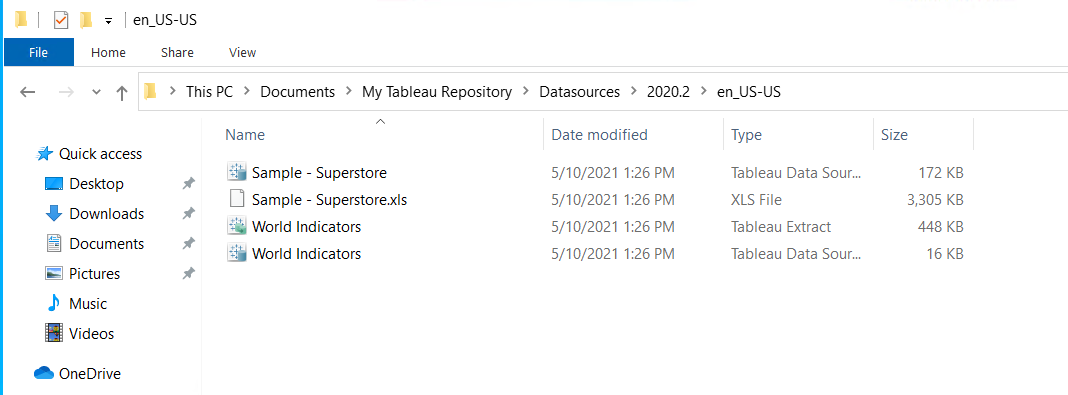 en_US-US
File Home Share View
This PC Documents My Tableau Repository Datasources 2020.2 en_US-US
Name Date modified Type Size
Quick access
Desktop
Downloads
Documents
Pictures
Music
Videos
OneDrive
Sample - Superstore 5/10/2021 1:26 PM Tableau Data Sour... 172 KB
Sample - Superstore.xls 5/10/2021 1:26 PM XLS File 3,305 KB
World Indicators 5/10/2021 1:26 PM Tableau Extract 448 KB
World Indicators 5/10/2021 1:26 PM Tableau Data Sour... 16 KB